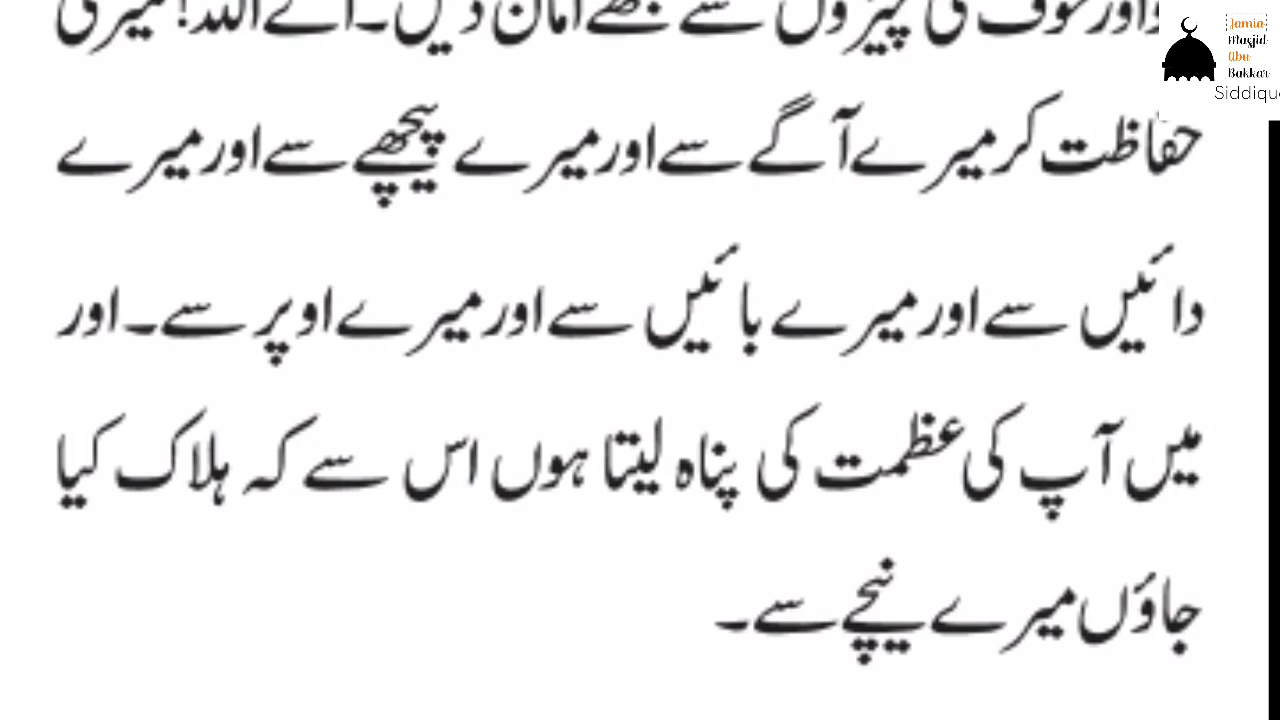 اور خوف کی چیزوں سے مجھے امان دیں۔ اے اللہ! میری
حفاظت کر میرے آگے سے اور میرے پیچھے سے اور میرے
دائیں سے اور میرے بائیں سے اور میرے اوپر سے۔ اور
میں آپ کی عظمت کی پناہ لیتا ہوں اس سے کہ ہلاک کیا
جاؤں میرے نیچے سے۔
Jamia
Masjid
Abu
Bakkar